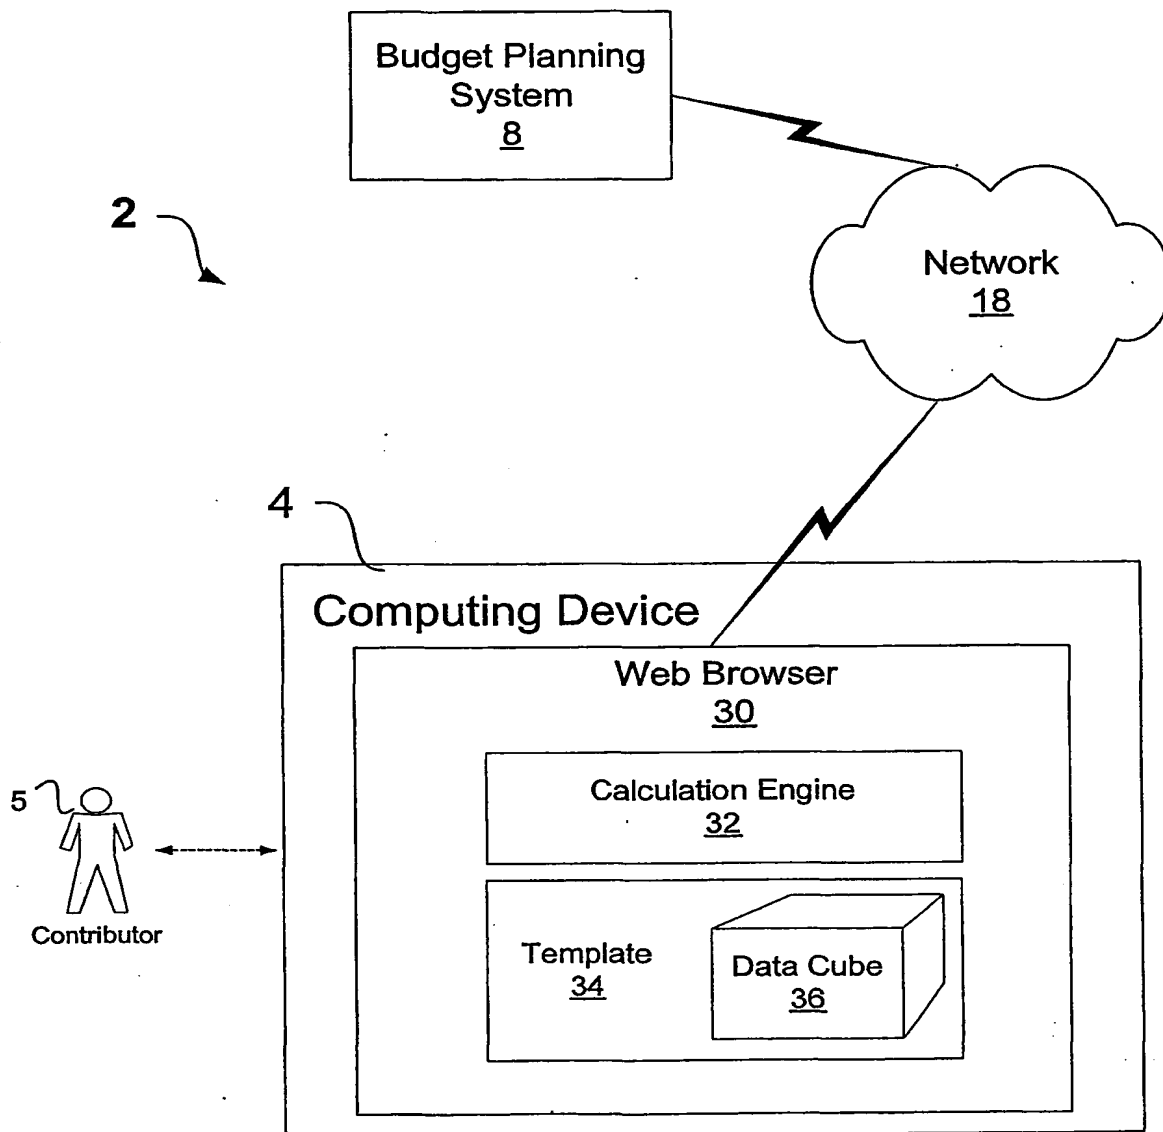 Budget Planning
System
8
2
Network
18
4
Computing Device
Web Browser
30
Calculation Engine
32
5
Contributor
Template
34
Data Cube
36